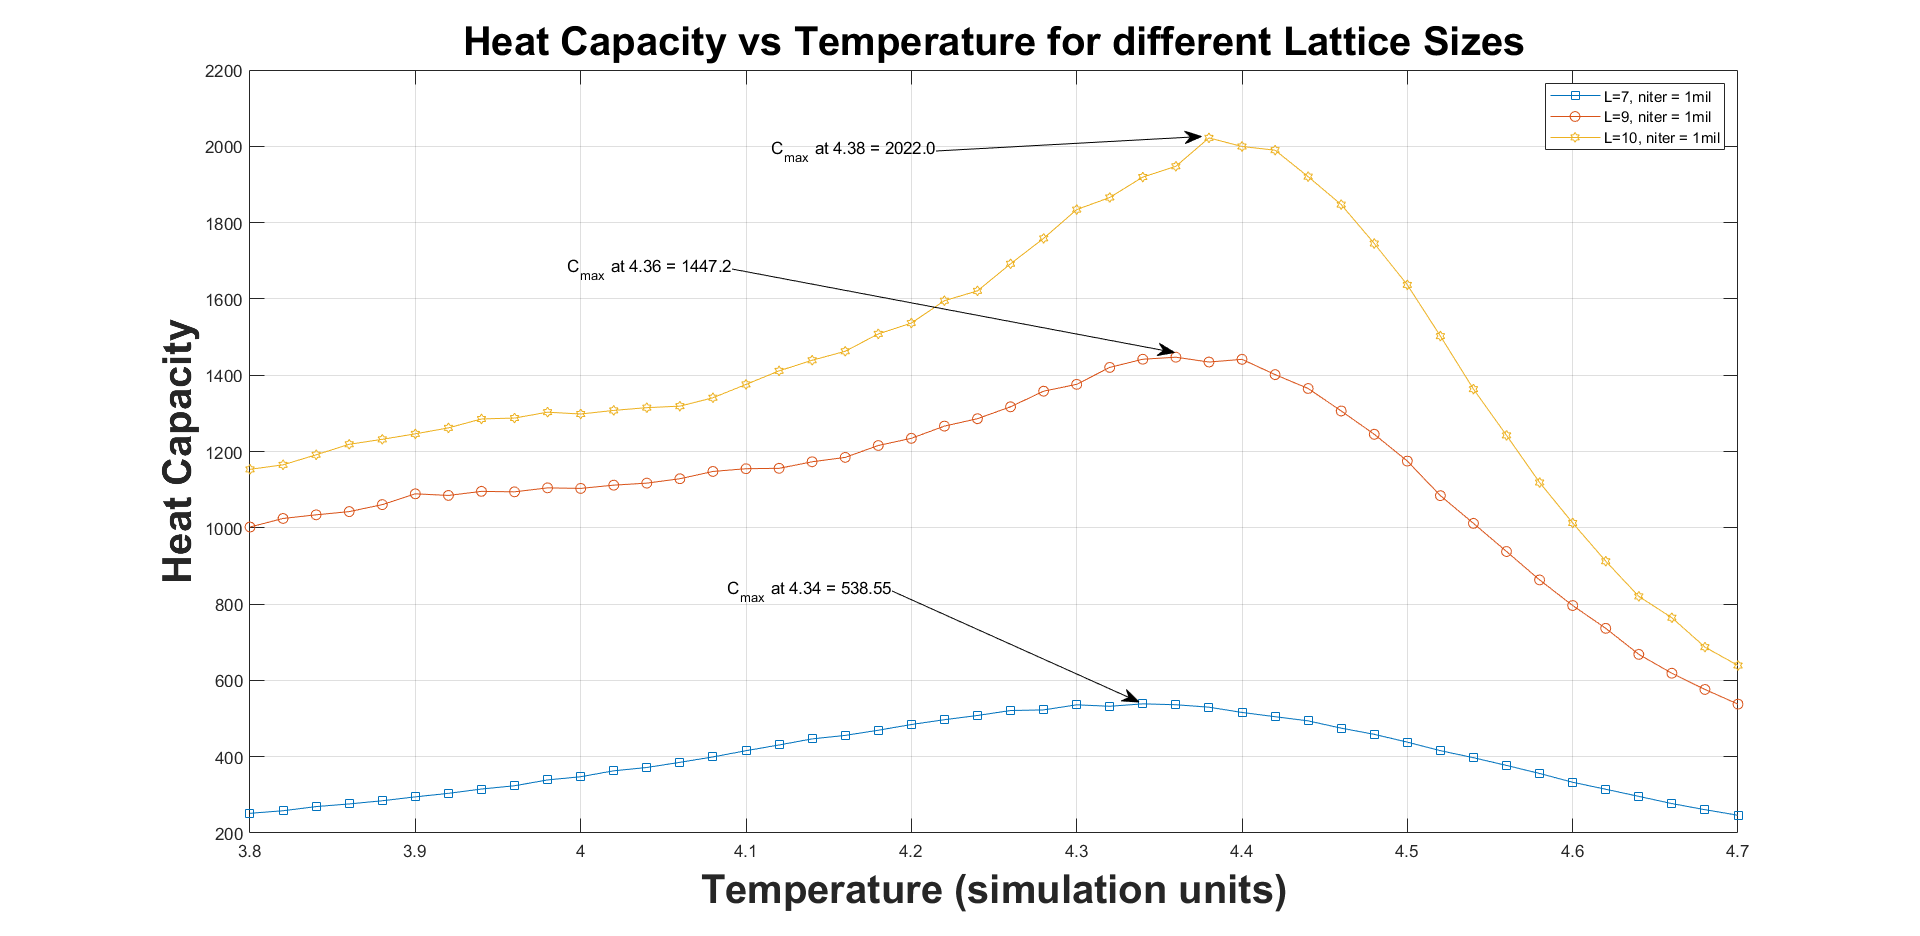 Heat Capacity vs Temperature for different Lattice Sizes
2200
2000
1800
1600
1400
1200
1000
800
600
400
200
Heat Capacity
L=7, niter = 1mil
L=9, niter = 1mil
L=10, niter = 1mil
Cmax at 4.38 = 2022.0
Cmax at 4.36 = 1447.2
Cmax at 4.34 = 538.55
3.8 3.9 4 4.1 4.2 4.3 4.4 4.5 4.6 4.7
Temperature (simulation units)